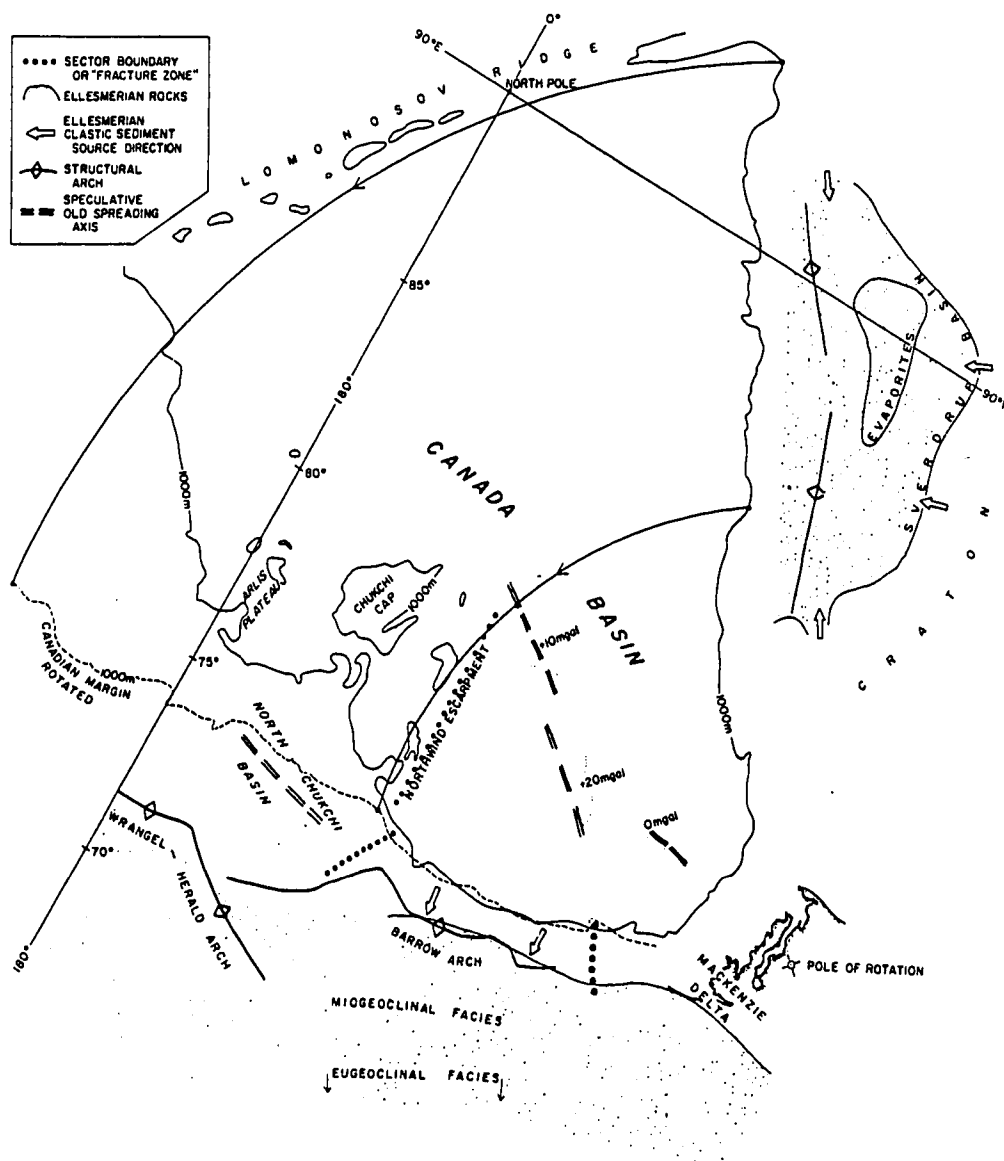 SECTOR BOUNDARY
OR "FRACTURE ZONE"
ELLESMERIAN ROCKS
ELLESMERIAN
CLASTIC SEDIMENT
SOURCE DIRECTION
STRUCTURAL
ARCH
SPECULATIVE
OLD SPREADING
AXIS
90°E
0°
LOMONOSOV RIDGE
NORTH POLE
85°
180°
80°
1000m
CANADA
BASIN
EVAPORITES
SVERDRUP BASIN
CRATON
ARLIS
PLATEAU
CHUKCHI
CAP
1000m
75°
1000m
CANADIAN MARGIN
ROTATED
NORTH CHUKCHI
BASIN
NORTHWIND ESCARPMENT
+10mgal
+20mgal
0mgal
1000m
WRANGEL - HERALD ARCH
70°
180°
BARROW ARCH
MACKENZIE
DELTA
POLE OF ROTATION
MIOGEOCLINAL FACIES
EUGEOCLINAL FACIES